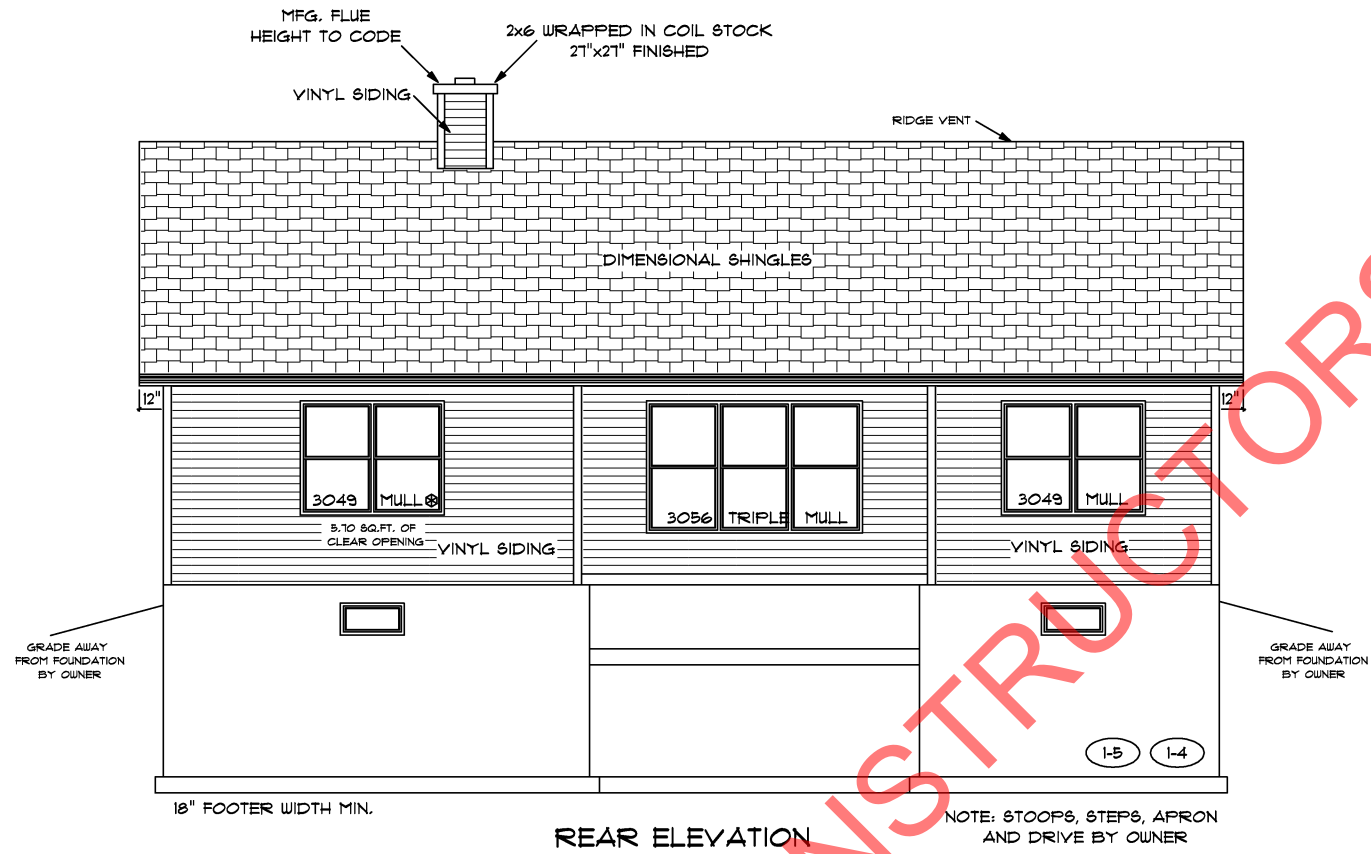 MFG. FLUE
HEIGHT TO CODE
2x6 WRAPPED IN COIL STOCK
27"x27" FINISHED
VINYL SIDING
RIDGE VENT
DIMENSIONAL SHINGLES
12"
12"
3049 MULL
5.70 SQ.FT. OF
CLEAR OPENING
VINYL SIDING
3056 TRIPLE MULL
3049 MULL
VINYL SIDING
GRADE AWAY
FROM FOUNDATION
BY OWNER
GRADE AWAY
FROM FOUNDATION
BY OWNER
1-5
1-4
18" FOOTER WIDTH MIN.
REAR ELEVATION
NOTE: STOOPS, STEPS, APRON
AND DRIVE BY OWNER
INSTRUCTORS